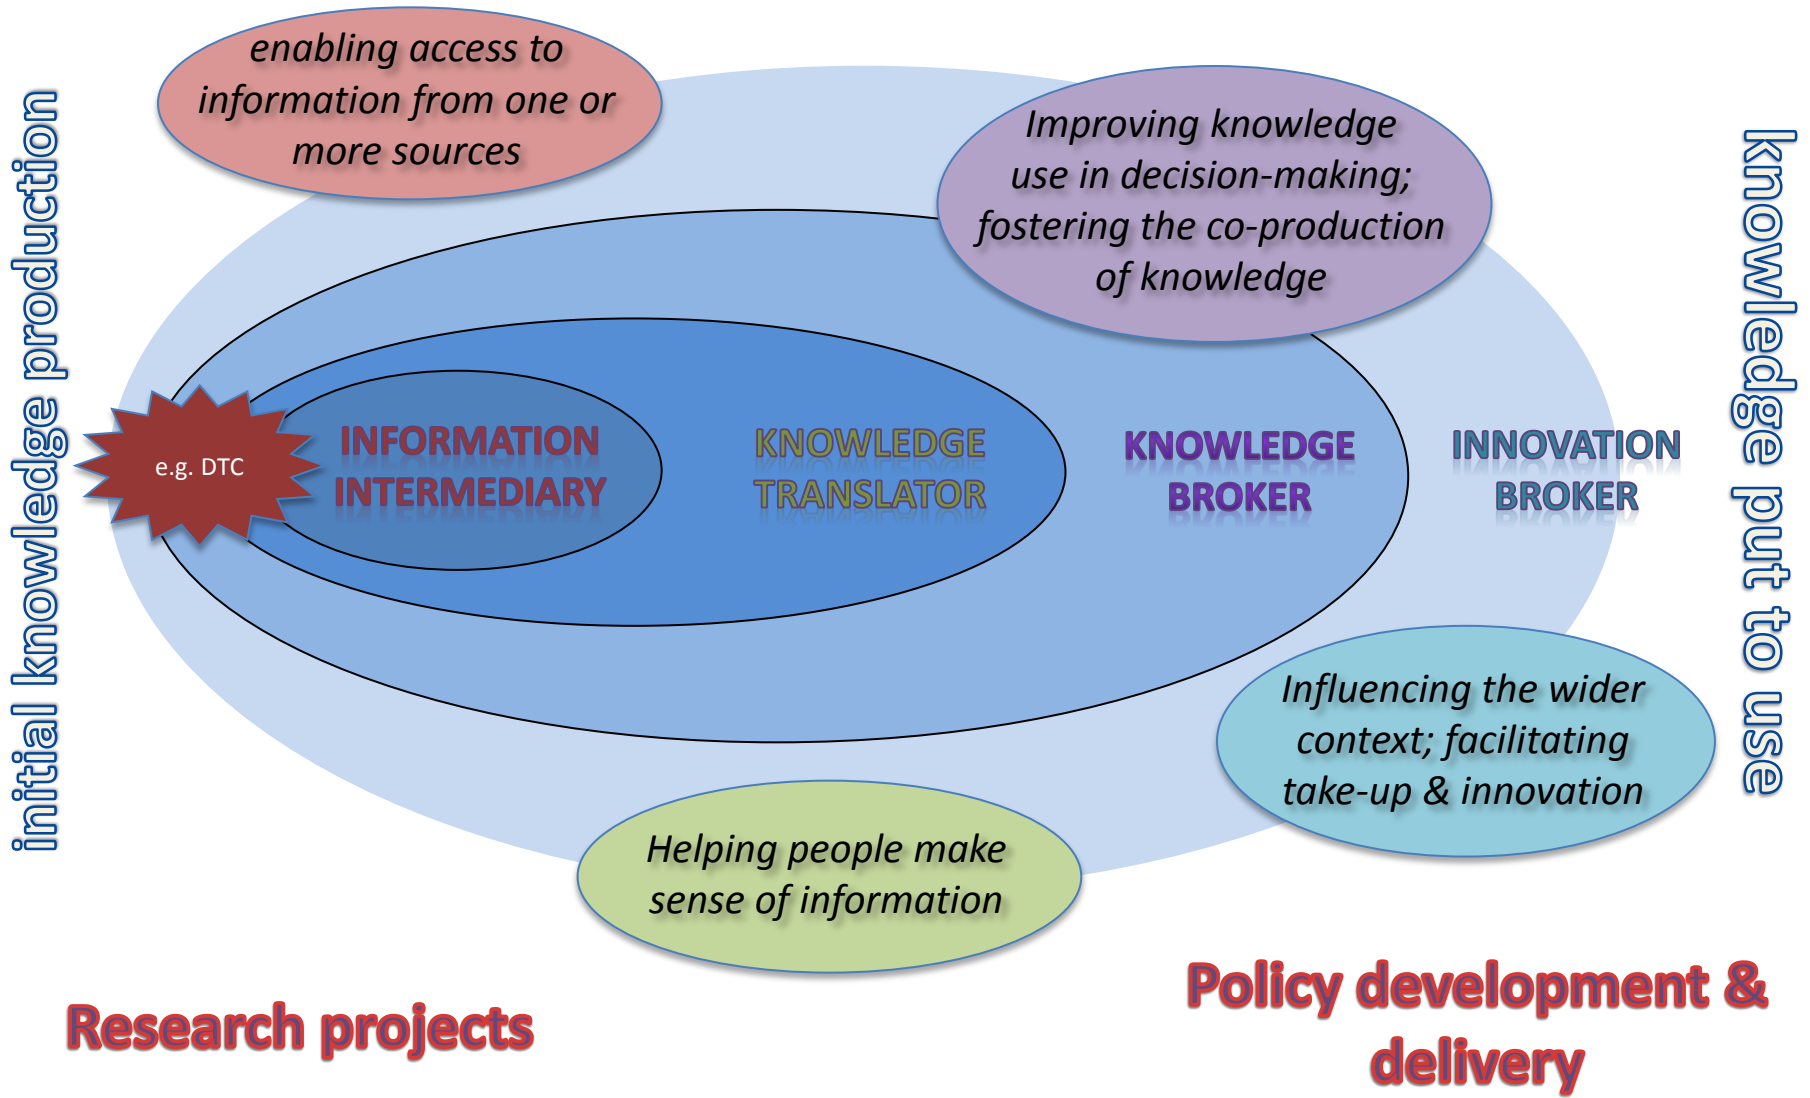 enabling access to
information from one or
more sources
Improving knowledge
use in decision-making;
fostering the co-production
of knowledge
initial knowledge production
knowledge put to use
e.g. DTC
INFORMATION
INTERMEDIARY
KNOWLEDGE
TRANSLATOR
KNOWLEDGE
BROKER
INNOVATION
BROKER
Influencing the wider
context; facilitating
take-up & innovation
Helping people make
sense of information
Research projects
Policy development &
delivery